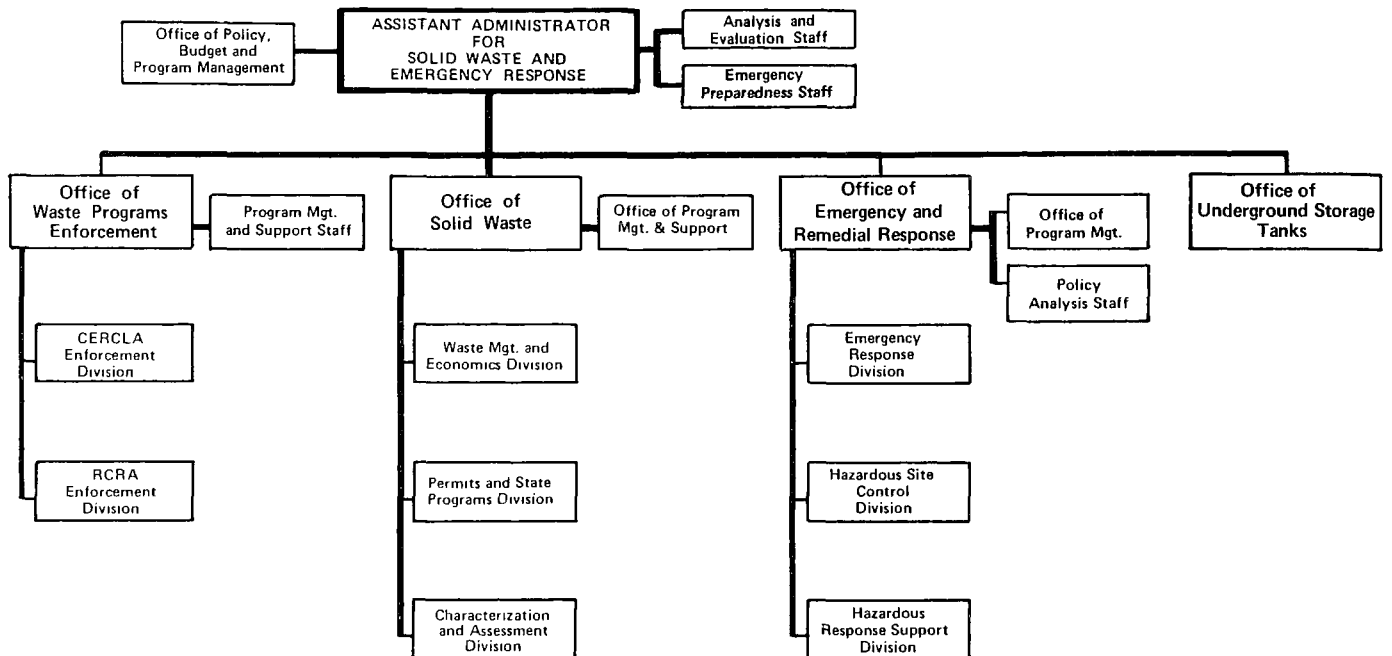 Office of Policy,
Budget and
Program Management
ASSISTANT ADMINISTRATOR
FOR
SOLID WASTE AND
EMERGENCY RESPONSE
Analysis and
Evaluation Staff
Emergency
Preparedness Staff
Office of
Waste Programs
Enforcement
Program Mgt.
and Support Staff
Office of
Solid Waste
Office of Program
Mgt. & Support
Office of
Emergency and
Remedial Response
Office of
Program Mgt.
Policy
Analysis Staff
Office of
Underground Storage
Tanks
CERCLA
Enforcement
Division
RCRA
Enforcement
Division
Waste Mgt. and
Economics Division
Permits and State
Programs Division
Characterization
and Assessment
Division
Emergency
Response
Division
Hazardous Site
Control
Division
Hazardous
Response Support
Division